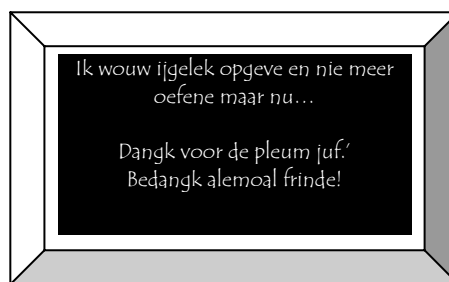 Ik wouw ijgelek opgeve en nie meer
oefene maar nu…
Dangk voor de pleum juf.’
Bedangk alemoal frinde!